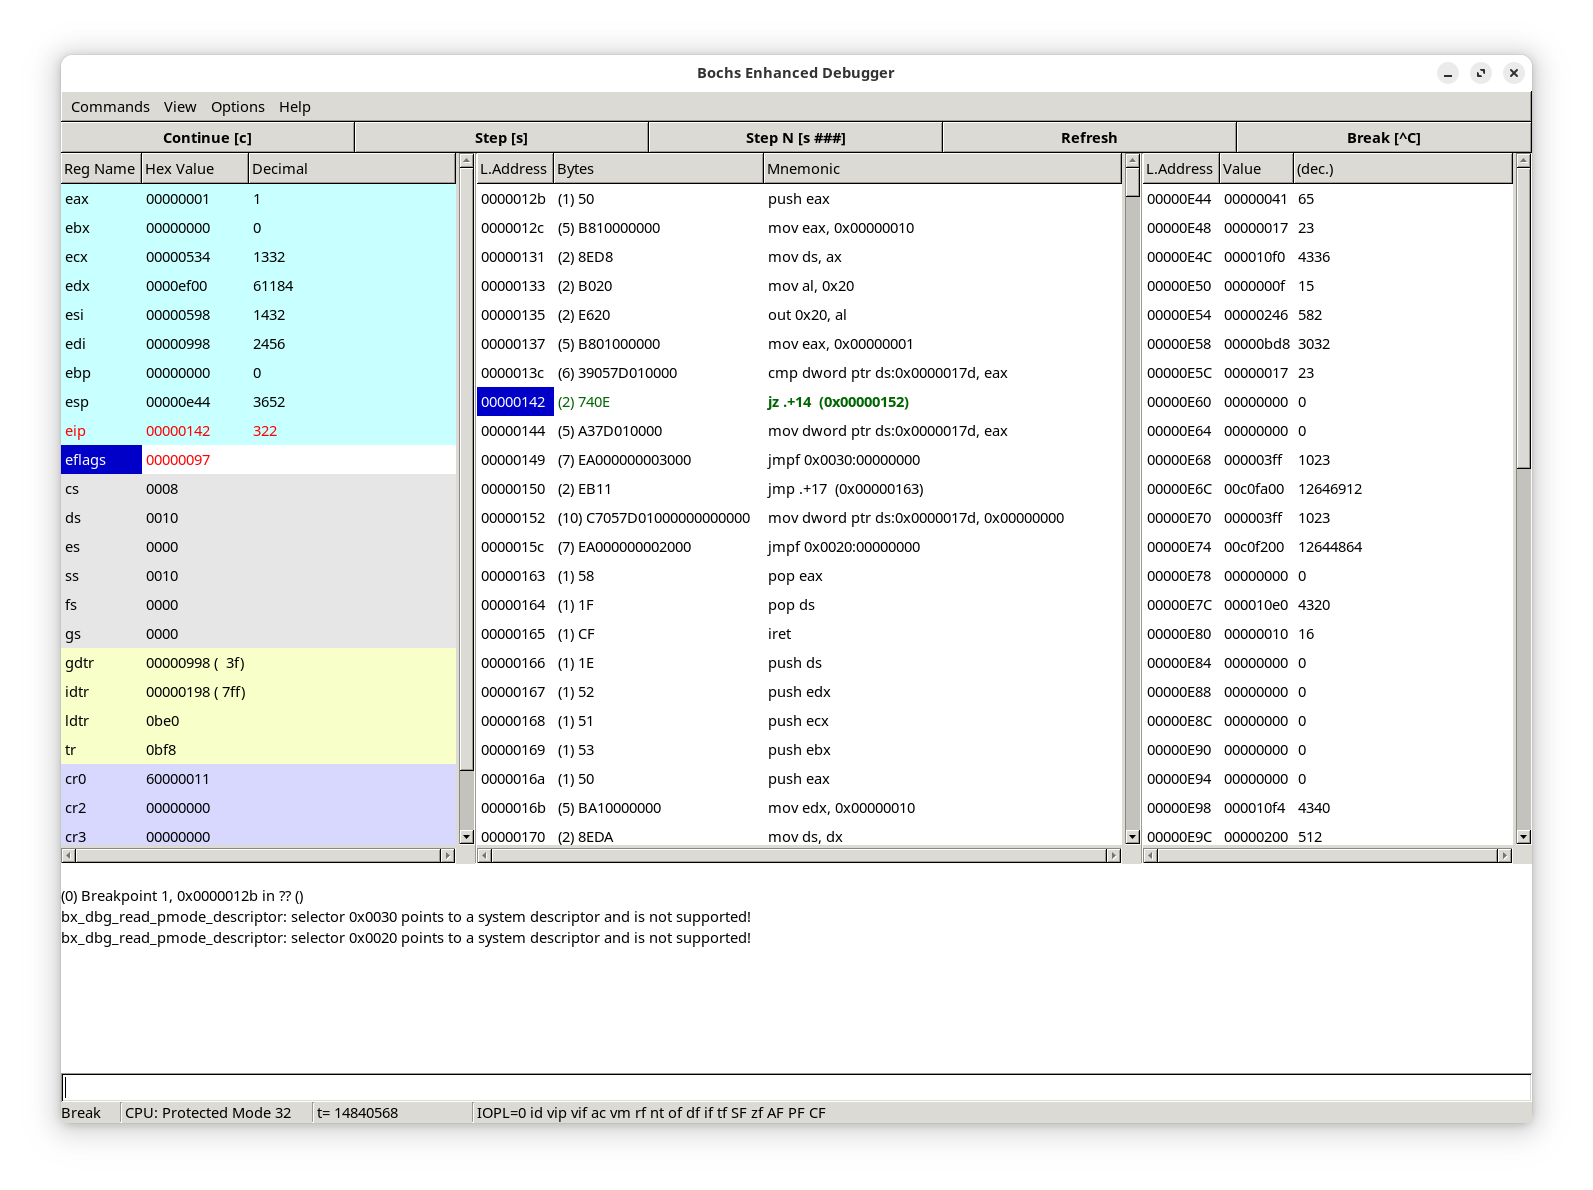 Bochs Enhanced Debugger
Commands View Options Help
Continue [c] Step [s] Step N [s ###] Refresh Break [^C]
Reg Name Hex Value Decimal L.Address Bytes Mnemonic L.Address Value (dec.)
eax 00000001 1 0000012b (1) 50 push eax 00000E44 00000041 65
ebx 00000000 0 0000012c (5) B810000000 mov eax, 0x00000010 00000E48 00000017 23
ecx 00000534 1332 00000131 (2) 8ED8 mov ds, ax 00000E4C 000010f0 4336
edx 0000ef00 61184 00000133 (2) B020 mov al, 0x20 00000E50 0000000f 15
esi 00000598 1432 00000135 (2) E620 out 0x20, al 00000E54 00000246 582
edi 00000998 2456 00000137 (5) B801000000 mov eax, 0x00000001 00000E58 00000bd8 3032
ebp 00000000 0 0000013c (6) 39057D010000 cmp dword ptr ds:0x0000017d, eax 00000E5C 00000017 23
esp 00000e44 3652 00000142 (2) 740E jz .+14 (0x00000152) 00000E60 00000000 0
eip 00000142 322 00000144 (5) A37D010000 mov dword ptr ds:0x0000017d, eax 00000E64 00000000 0
eflags 00000097 00000149 (7) EA000000003000 jmpf 0x0030:00000000 00000E68 000003ff 1023
cs 0008 00000150 (2) EB11 jmp .+17 (0x00000163) 00000E6C 00c0fa00 12646912
ds 0010 00000152 (10) C7057D01000000000000 mov dword ptr ds:0x0000017d, 0x00000000 00000E70 000003ff 1023
es 0000 0000015c (7) EA000000002000 jmpf 0x0020:00000000 00000E74 00c0f200 12644864
ss 0010 00000163 (1) 58 pop eax 00000E78 00000000 0
fs 0000 00000164 (1) 1F pop ds 00000E7C 000010e0 4320
gs 0000 00000165 (1) CF iret 00000E80 00000010 16
gdtr 00000998 ( 3f) 00000166 (1) 1E push ds 00000E84 00000000 0
idtr 00000198 ( 7ff) 00000167 (1) 52 push edx 00000E88 00000000 0
ldtr 0be0 00000168 (1) 51 push ecx 00000E8C 00000000 0
tr 0bf8 00000169 (1) 53 push ebx 00000E90 00000000 0
cr0 60000011 0000016a (1) 50 push eax 00000E94 00000000 0
cr2 00000000 0000016b (5) BA10000000 mov edx, 0x00000010 00000E98 000010f4 4340
cr3 00000000 00000170 (2) 8EDA mov ds, dx 00000E9C 00000200 512
(0) Breakpoint 1, 0x0000012b in ?? ()
bx_dbg_read_pmode_descriptor: selector 0x0030 points to a system descriptor and is not supported!
bx_dbg_read_pmode_descriptor: selector 0x0020 points to a system descriptor and is not supported!
Break CPU: Protected Mode 32 t= 14840568 IOPL=0 id vip vif ac vm rf nt of df if tf SF zf AF PF CF